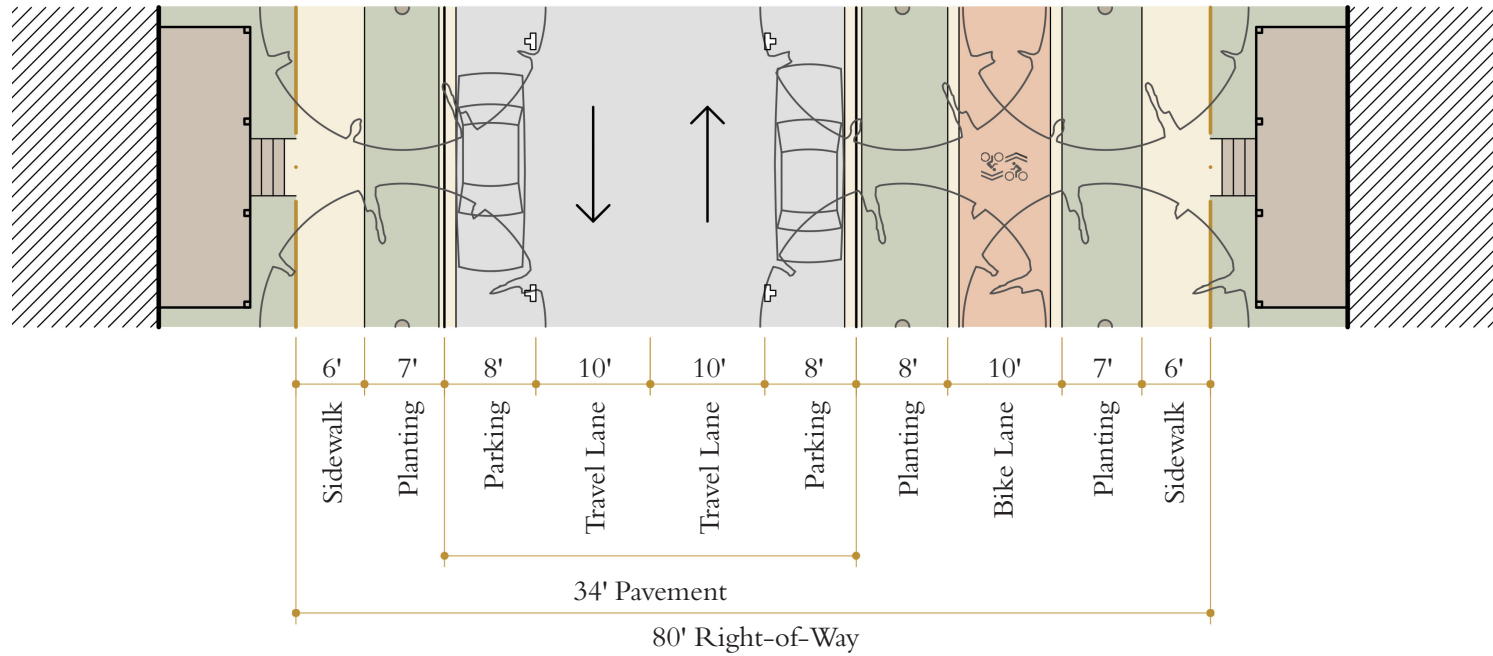 6' 7' 8' 10' 10' 8' 8' 10' 7' 6'
Sidewalk
Planting
Parking
Travel Lane
Travel Lane
Parking
Planting
Bike Lane
Planting
Sidewalk
34' Pavement
80' Right-of-Way